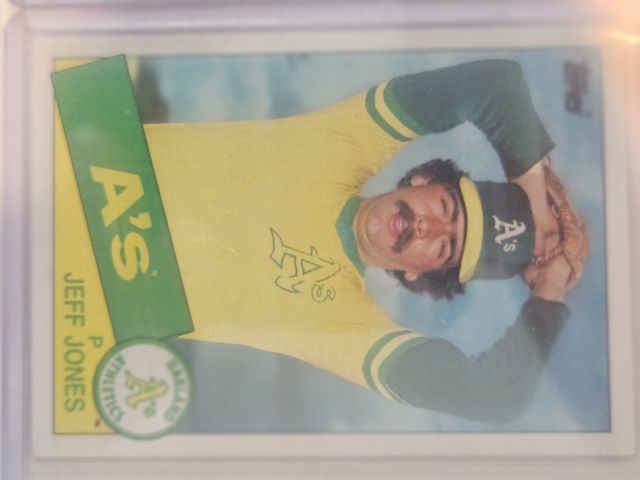 Topps
A's
A's
A's
P
JEFF JONES
OAKLAND
A's
ATHLETICS